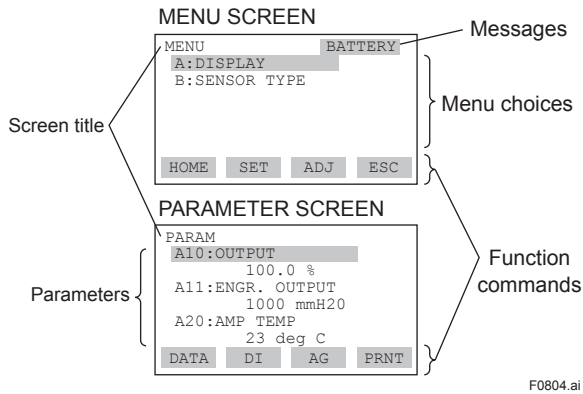 MENU SCREEN
MENU BATTERY
A:DISPLAY
B:SENSOR TYPE
HOME SET ADJ ESC
Messages
Menu choices
Screen title
PARAMETER SCREEN
PARAM
A10:OUTPUT
100.0 %
A11:ENGR. OUTPUT
1000 mmH20
A20:AMP TEMP
23 deg C
DATA DI AG PRNT
Parameters
Function
commands
F0804.ai